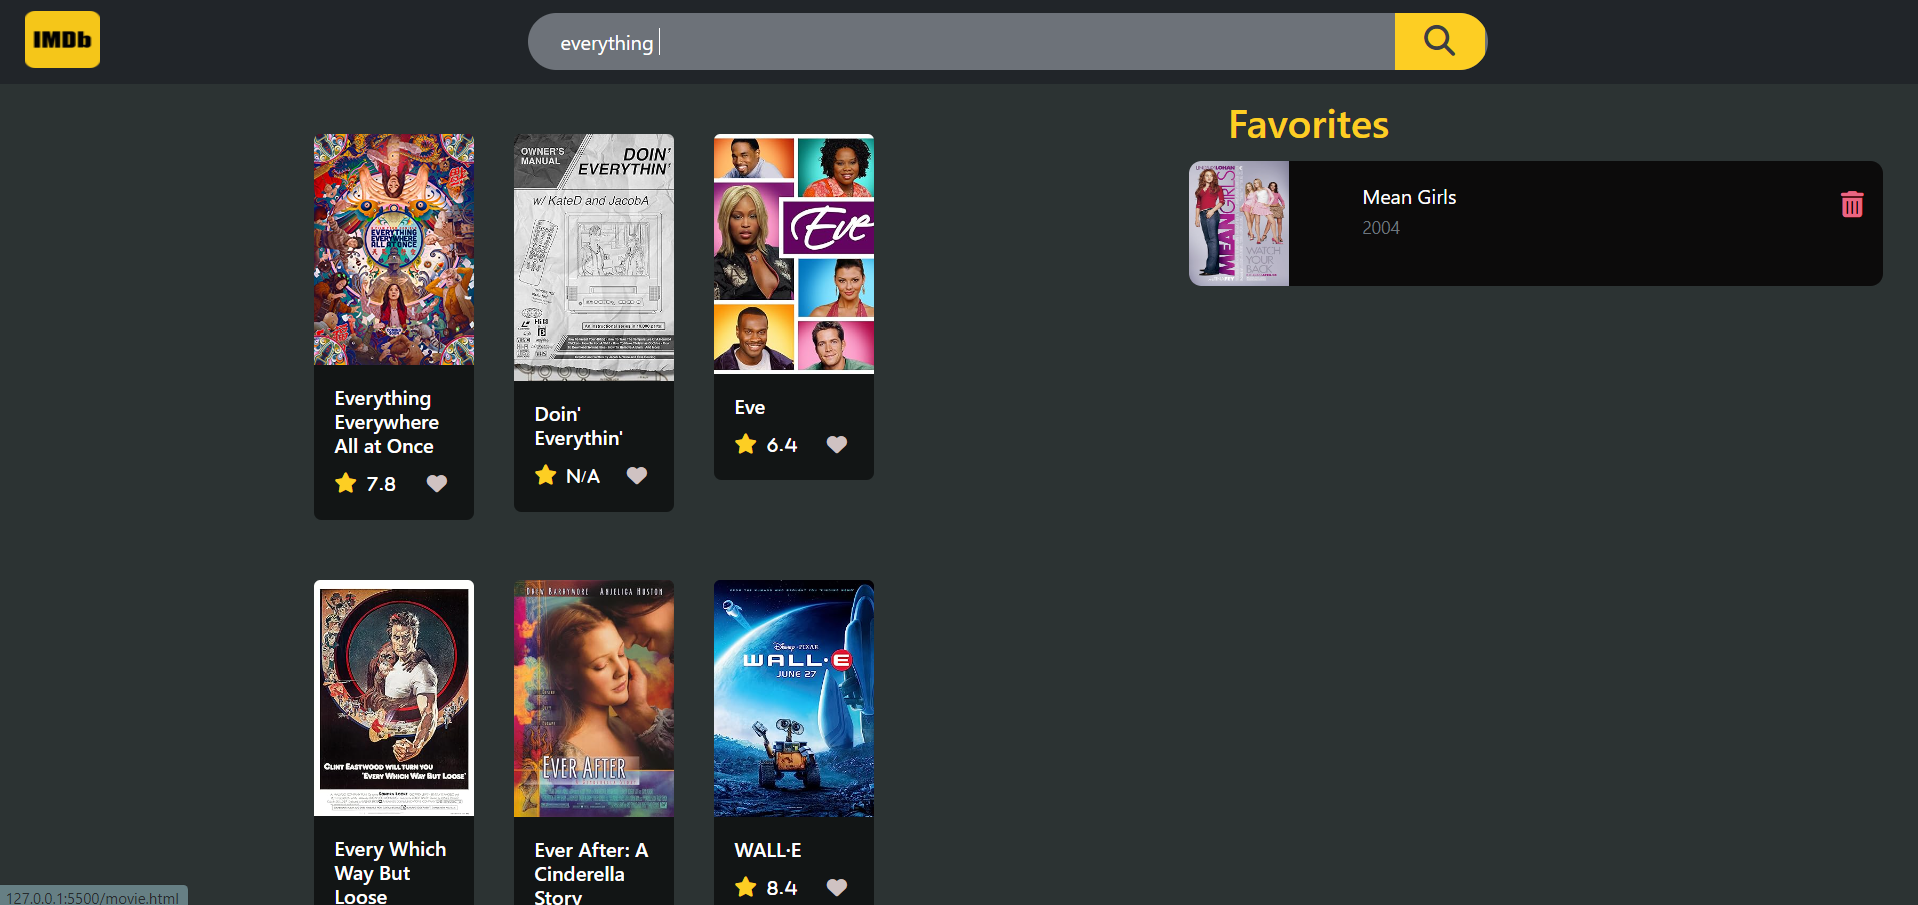 IMDb
everything
Favorites
Mean Girls
2004
LINDSAY LOHAN
MEAN GIRLS
WATCH
YOUR
BACK
EVERYTHING
EVERYWHERE
ALL AT ONCE
Everything
Everywhere
All at Once
7.8
OWNER'S
MANUAL
DOIN'
EVERYTHIN'
w/ KateD and JacobA
Doin'
Everythin'
N/A
Eve
Eve
6.4
CLINT EASTWOOD WILL TURN YOU
"EVERY WHICH WAY BUT LOOSE"
Every Which
Way But
Loose
DREW BARRYMORE ANJELICA HUSTON
EVER AFTER
Ever After: A
Cinderella
Story
DISNEY · PIXAR
WALL·E
JUNE 27
WALL·E
8.4
127.0.0.1:5500/movie.html